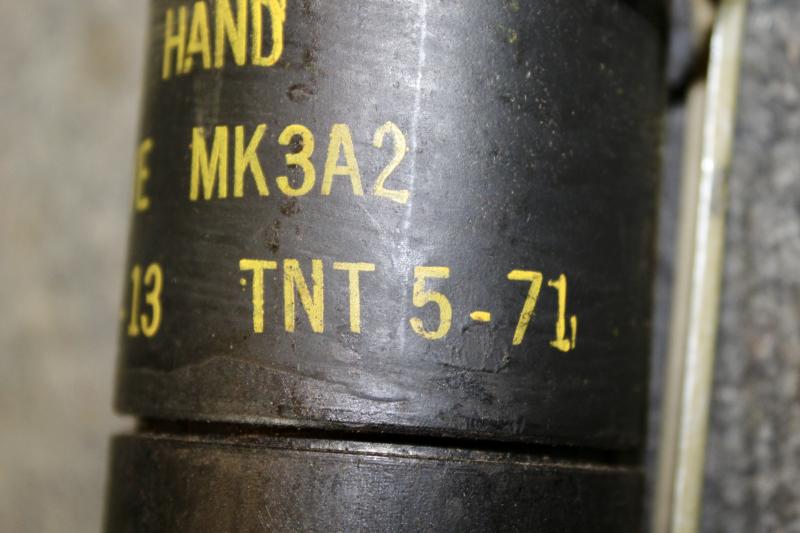 HAND
E MK3A2
-13 TNT 5-71